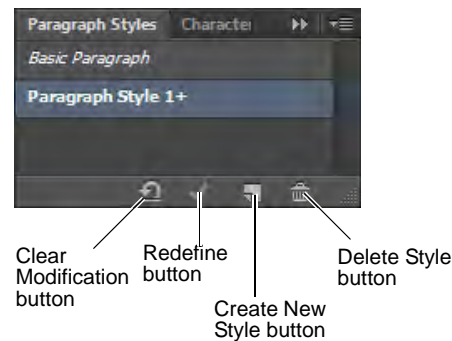 Paragraph Styles Character
Basic Paragraph
Paragraph Style 1+
Clear
Modification
button
Redefine
button
Create New
Style button
Delete Style
button